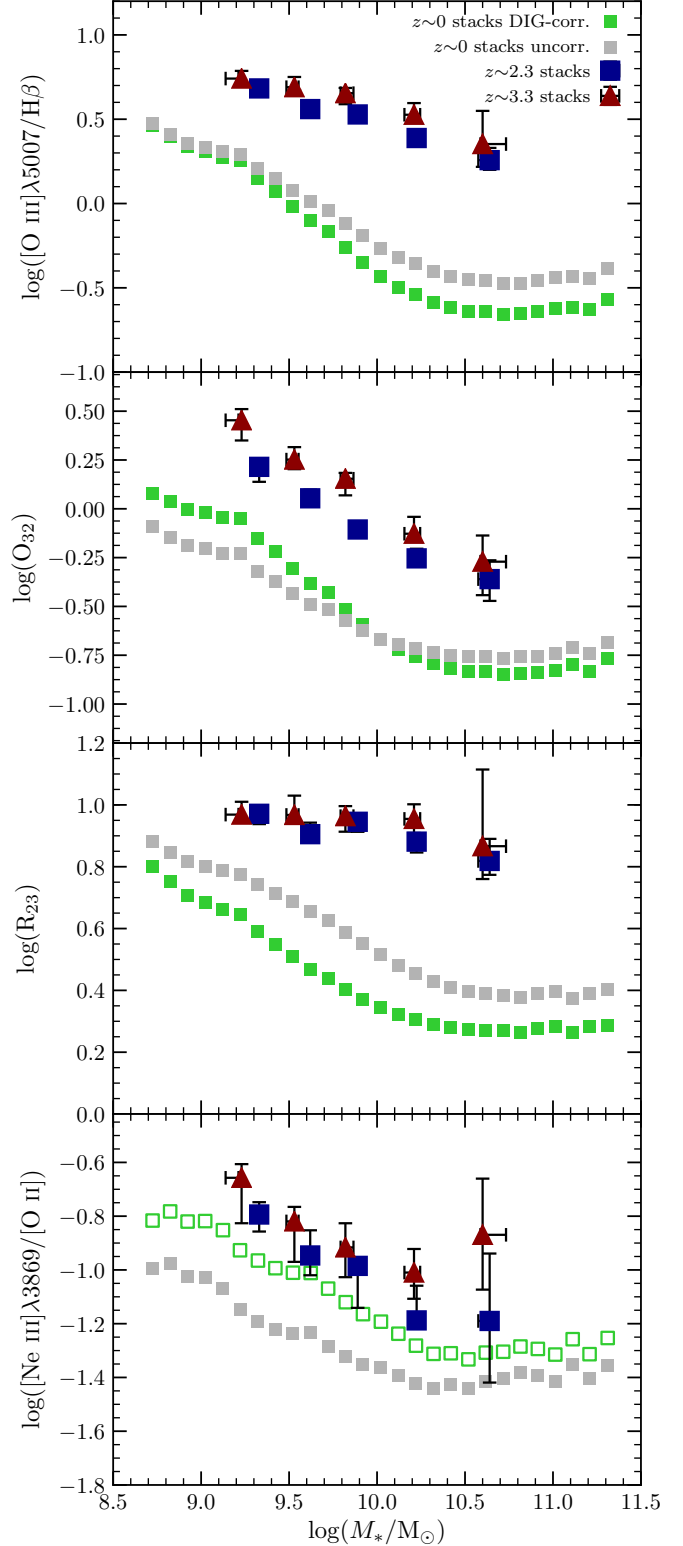 z∼0 stacks DIG-corr.
z∼0 stacks uncorr.
z∼2.3 stacks
z∼3.3 stacks
log([O III]λ5007/Hβ)
1.0
0.5
0.0
−0.5
−1.0
log(O₃₂)
0.50
0.25
0.00
−0.25
−0.50
−0.75
−1.00
log(R₂₃)
1.2
1.0
0.8
0.6
0.4
0.2
0.0
log([Ne III]λ3869/[O II])
−0.6
−0.8
−1.0
−1.2
−1.4
−1.6
−1.8
8.5 9.0 9.5 10.0 10.5 11.0 11.5
log(M*/M⊙)